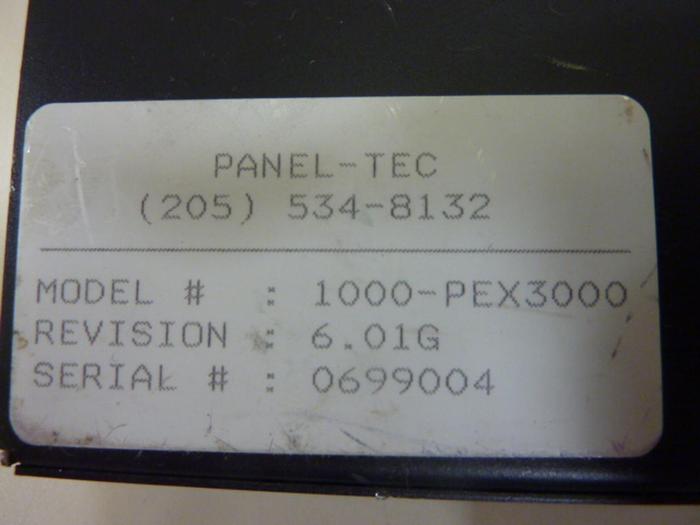 PANEL-TEC
(205) 534-8132
MODEL # : 1000-PEX3000
REVISION : 6.01G
SERIAL # : 0699004